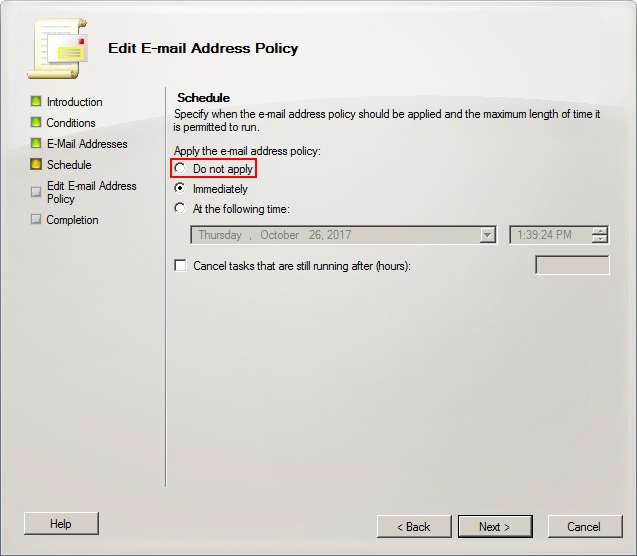 Edit E-mail Address Policy
Introduction
Conditions
E-Mail Addresses
Schedule
Edit E-mail Address
Policy
Completion
Schedule
Specify when the e-mail address policy should be applied and the maximum length of time it
is permitted to run.
Apply the e-mail address policy:
Do not apply
Immediately
At the following time:
Thursday , October 26, 2017
1:39:24 PM
Cancel tasks that are still running after (hours):
Help
< Back
Next >
Cancel